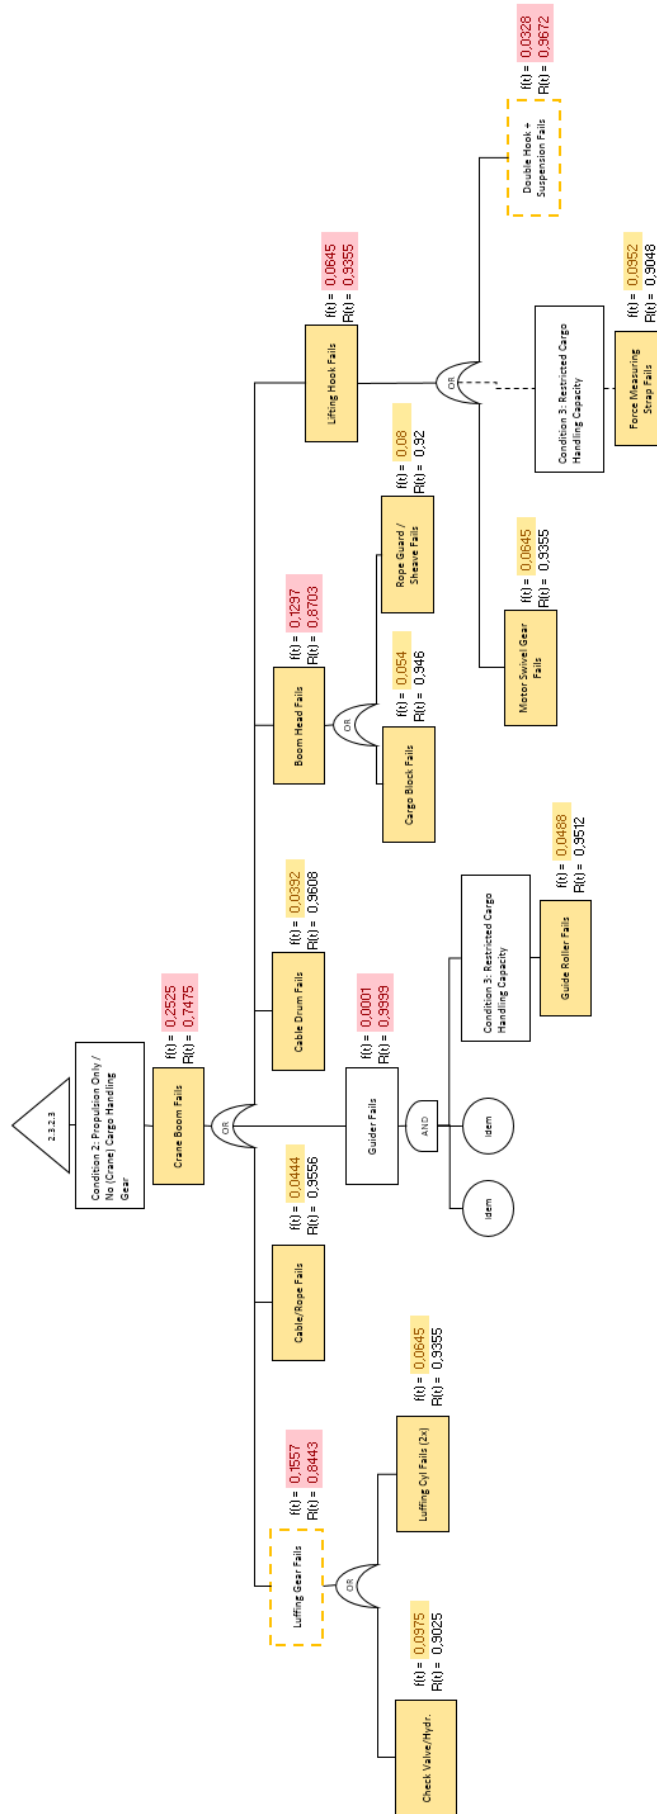 2.3.2.3
Condition 2: Propulsion Only /
No (Crane) Cargo Handling
Gear
Crane Boom Fails
f(t) = 0,2525
R(t) = 0,7475
OR
Luffing Gear Fails
f(t) = 0,1557
R(t) = 0,8443
OR
Check Valve/Hydr.
f(t) = 0,0975
R(t) = 0,9025
Luffing Cyl Fails (2x)
f(t) = 0,0645
R(t) = 0,9355
Cable/Rope Fails
f(t) = 0,0444
R(t) = 0,9556
Guider Fails
f(t) = 0,0001
R(t) = 0,9999
AND
Idem
Idem
Condition 3: Restricted Cargo
Handling Capacity
Guide Roller Fails
f(t) = 0,0488
R(t) = 0,9512
Cable Drum Fails
f(t) = 0,0392
R(t) = 0,9608
Boom Head Fails
f(t) = 0,1297
R(t) = 0,8703
OR
Cargo Block Fails
f(t) = 0,054
R(t) = 0,946
Rope Guard /
Sheave Fails
f(t) = 0,08
R(t) = 0,92
Lifting Hook Fails
f(t) = 0,0645
R(t) = 0,9355
OR
Motor Swivel Gear
Fails
f(t) = 0,0645
R(t) = 0,9355
Condition 3: Restricted Cargo
Handling Capacity
Force Measuring
Strap Fails
f(t) = 0,0952
R(t) = 0,9048
Double Hook +
Suspension Fails
f(t) = 0,0328
R(t) = 0,9672